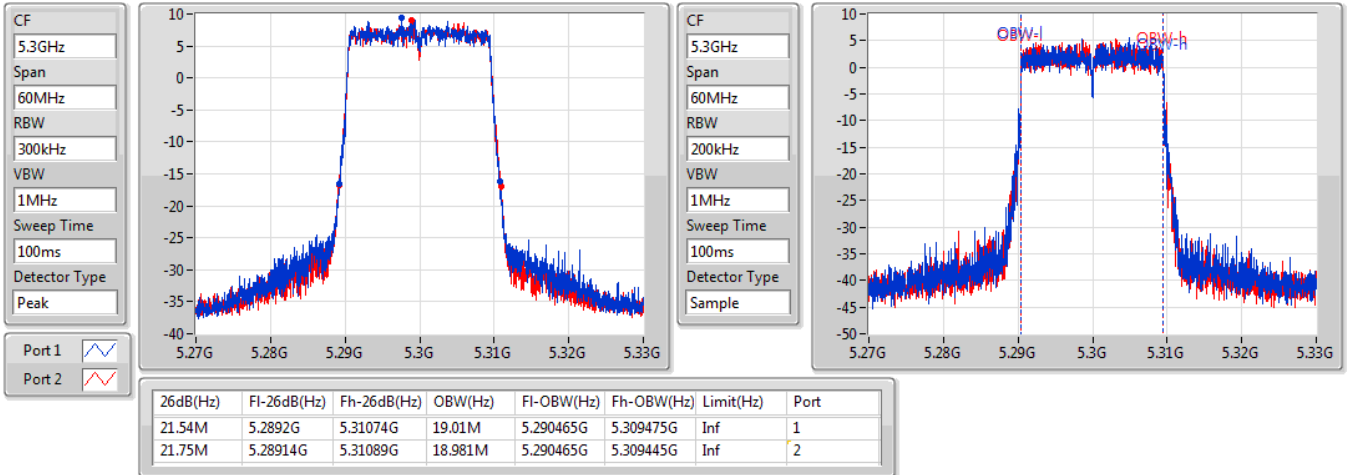 CF
5.3GHz
Span
60MHz
RBW
300kHz
VBW
1MHz
Sweep Time
100ms
Detector Type
Peak
Port 1
Port 2
10
5
0
-5
-10
-15
-20
-25
-30
-35
-40
5.27G 5.28G 5.29G 5.3G 5.31G 5.32G 5.33G
CF
5.3GHz
Span
60MHz
RBW
200kHz
VBW
1MHz
Sweep Time
100ms
Detector Type
Sample
10
5
0
-5
-10
-15
-20
-25
-30
-35
-40
-45
-50
OBW-l
OBW-h
OBW-h
5.27G 5.28G 5.29G 5.3G 5.31G 5.32G 5.33G
26dB(Hz) Fl-26dB(Hz) Fh-26dB(Hz) OBW(Hz) Fl-OBW(Hz) Fh-OBW(Hz) Limit(Hz) Port
21.54M 5.2892G 5.31074G 19.01M 5.290465G 5.309475G Inf 1
21.75M 5.28914G 5.31089G 18.981M 5.290465G 5.309445G Inf 2